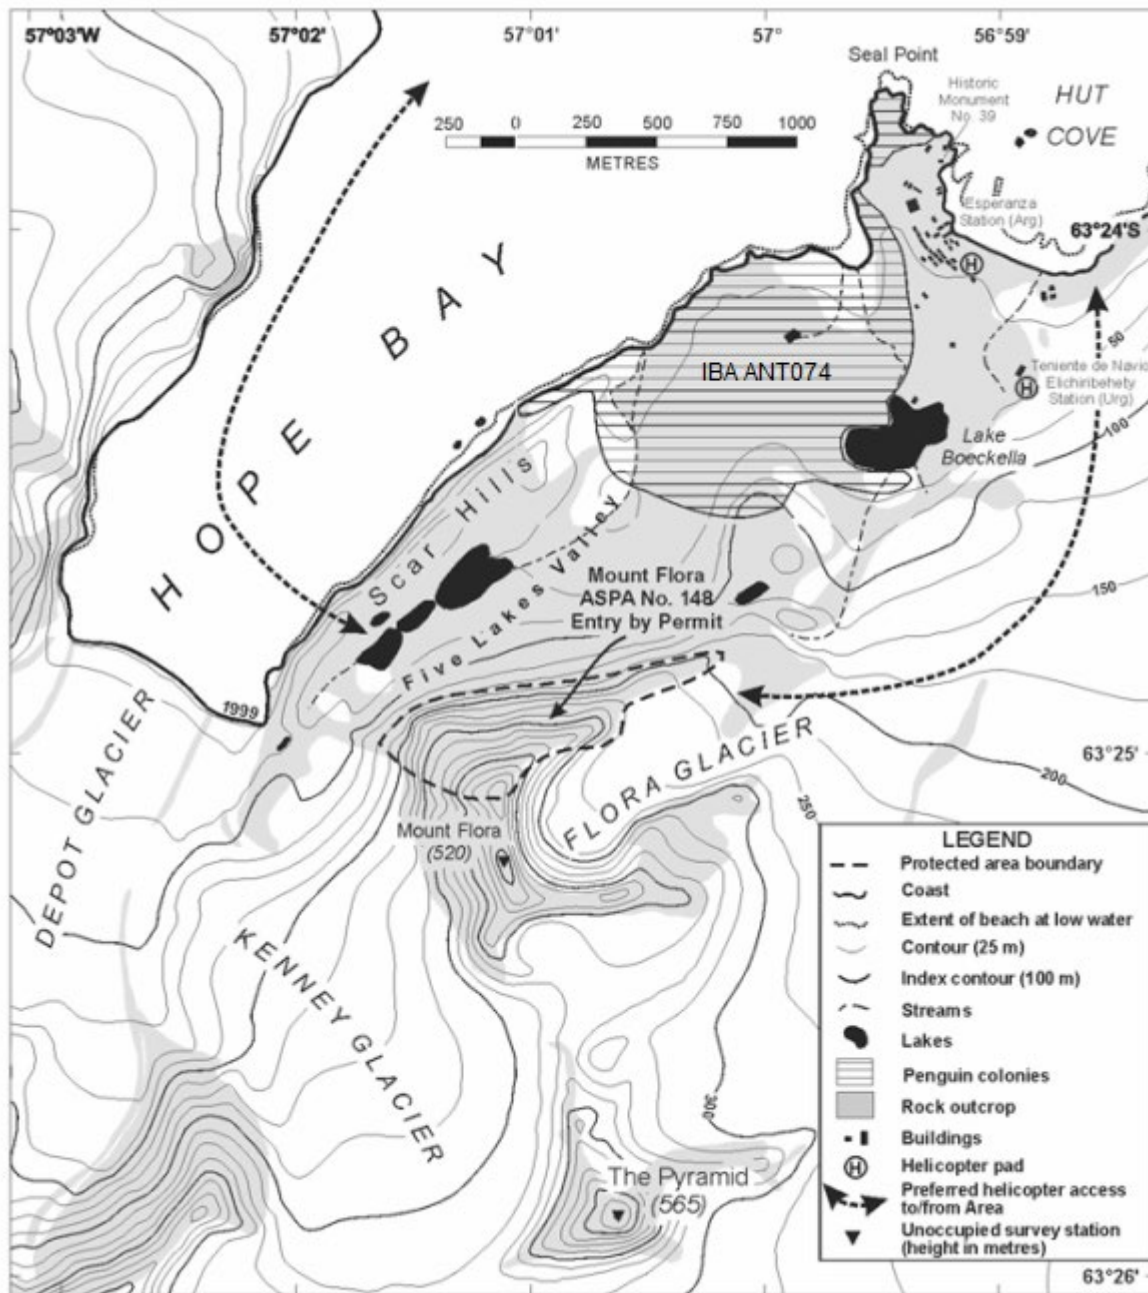 57°03'W
57°02'
57°01'
57°
56°59'
Seal Point
Historic
Monument
No. 39
HUT
COVE
250 0 250 500 750 1000
METRES
Esperanza
Station (Arg)
63°24'S
H
HOPE BAY
IBA ANT074
50
Teniente de Navio
Elichiribehety
Station (Urg)
H
100
Lake
Boeckella
Scar Hills
Five Lakes Valley
Mount Flora
ASPA No. 148
Entry by Permit
150
1999
DEPOT GLACIER
FLORA GLACIER
63°25'
200
250
Mount Flora
(520)
KENNEY GLACIER
300
The Pyramid
(565)
LEGEND
Protected area boundary
Coast
Extent of beach at low water
Contour (25 m)
Index contour (100 m)
Streams
Lakes
Penguin colonies
Rock outcrop
Buildings
H Helicopter pad
Preferred helicopter access
to/from Area
Unoccupied survey station
(height in metres)
63°26'